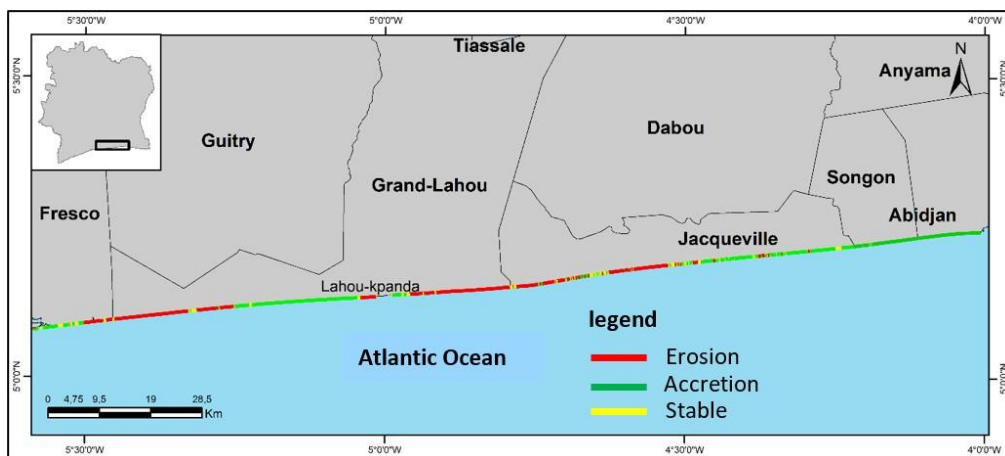 5°30'0"W
5°0'0"W
4°30'0"W
4°0'0"W
Tiassale
N
Anyama
5°30'0"N
5°30'0"N
Guitry
Dabou
Grand-Lahou
Songon
Fresco
Abidjan
Jacqueville
Lahou-kpanda
legend
Atlantic Ocean
Erosion
Accretion
Stable
5°0'0"N
5°0'0"N
0 4,75 9,5 19 28,5
Km
5°30'0"W
5°0'0"W
4°30'0"W
4°0'0"W